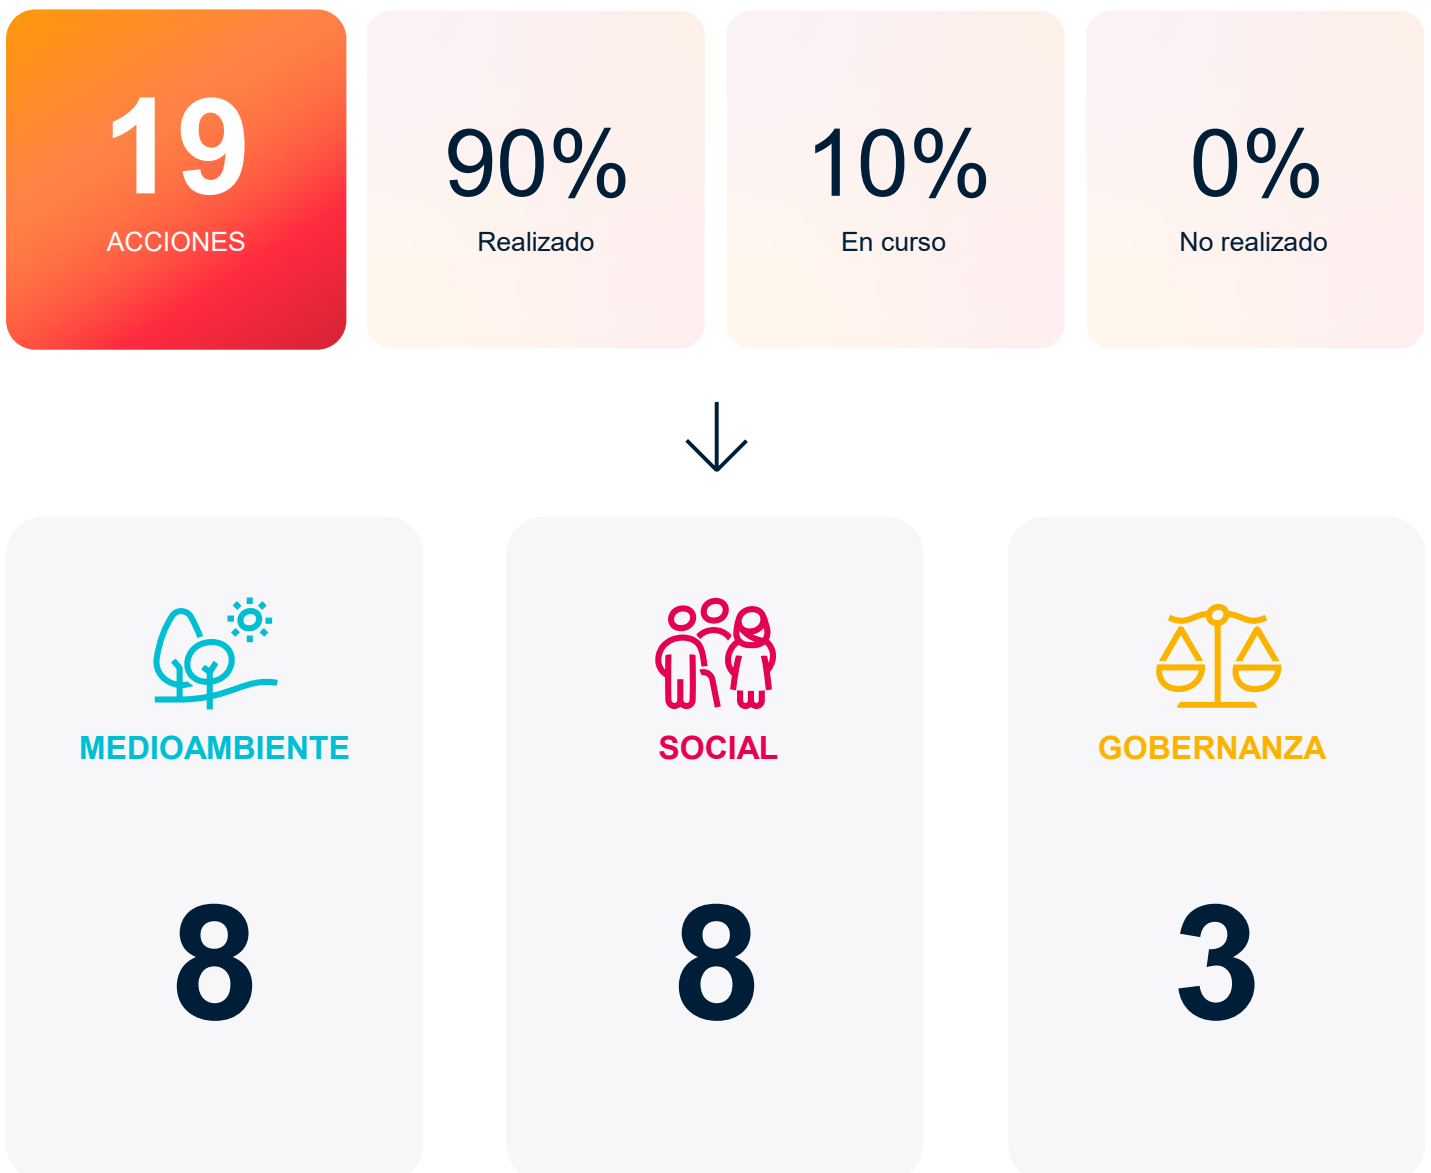 19
ACCIONES
90%
Realizado
10%
En curso
0%
No realizado
MEDIOAMBIENTE
8
SOCIAL
8
GOBERNANZA
3